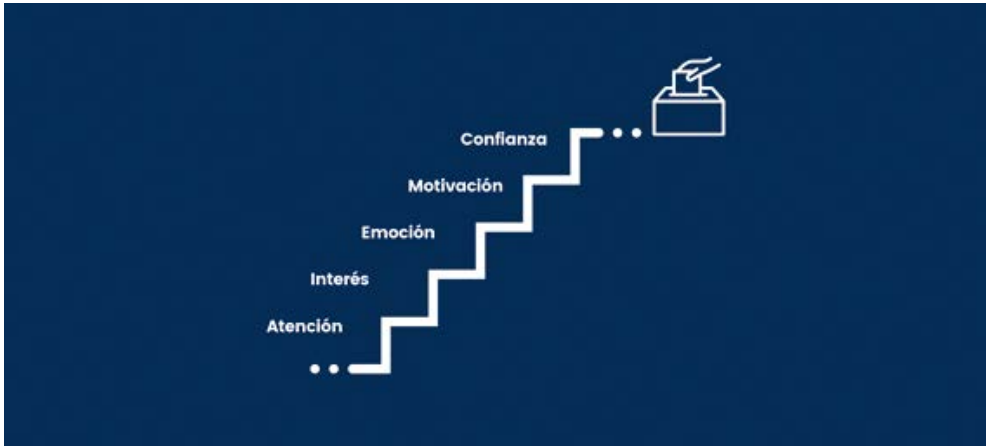 Confianza
Motivación
Emoción
Interés
Atención